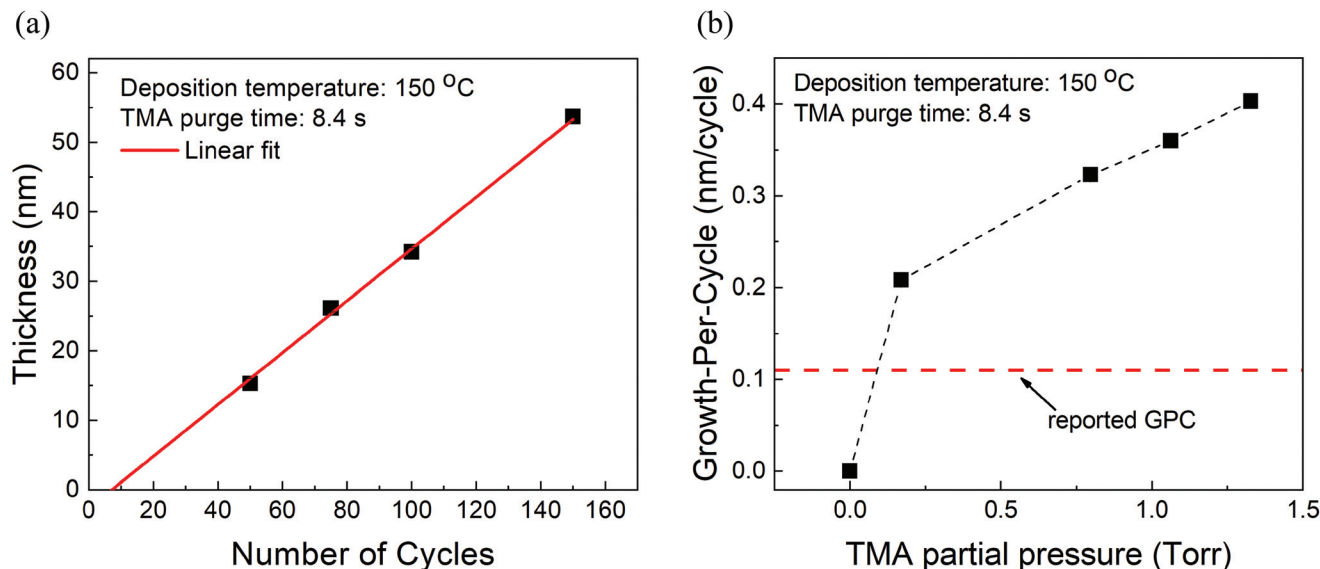 (a)
Thickness (nm)
60
50
40
30
20
10
0
Deposition temperature: 150 °C
TMA purge time: 8.4 s
Linear fit
0 20 40 60 80 100 120 140 160
Number of Cycles
(b)
Growth-Per-Cycle (nm/cycle)
0.4
0.3
0.2
0.1
0.0
Deposition temperature: 150 °C
TMA purge time: 8.4 s
reported GPC
0.0 0.5 1.0 1.5
TMA partial pressure (Torr)